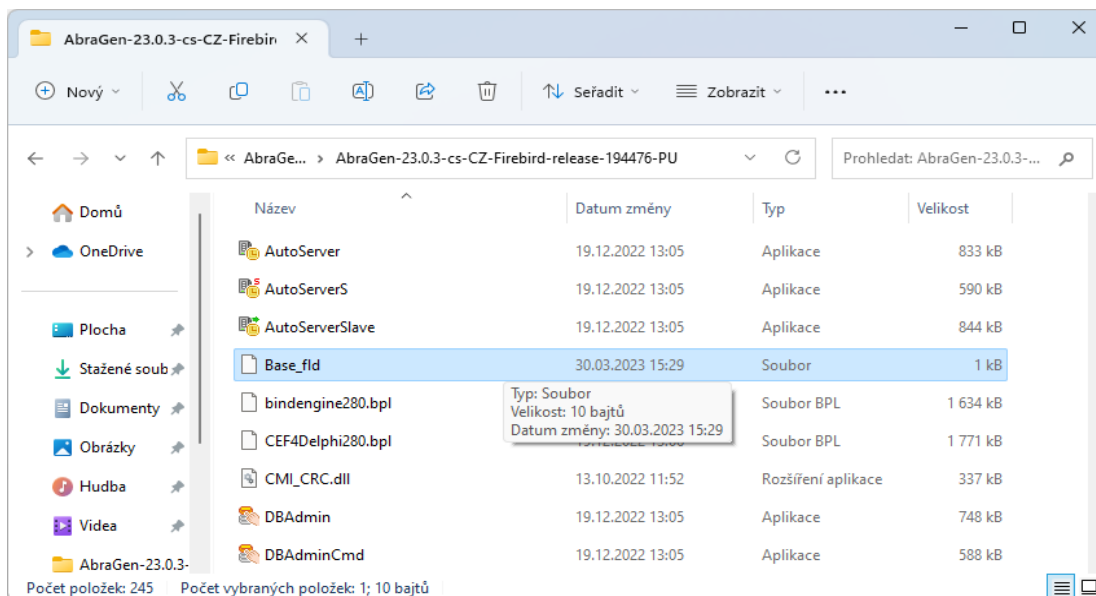 AbraGen-23.0.3-cs-CZ-Firebir
Nový
Seřadit
Zobrazit
« AbraGe... › AbraGen-23.0.3-cs-CZ-Firebird-release-194476-PU
Prohledat: AbraGen-23.0.3-...
Domů
OneDrive
Plocha
Stažené soub
Dokumenty
Obrázky
Hudba
Videa
AbraGen-23.0.3-
Název Datum změny Typ Velikost
AutoServer 19.12.2022 13:05 Aplikace 833 kB
AutoServerS 19.12.2022 13:05 Aplikace 590 kB
AutoServerSlave 19.12.2022 13:05 Aplikace 844 kB
Base_fld 30.03.2023 15:29 Soubor 1 kB
bindengine280.bpl Soubor BPL 1 634 kB
CEF4Delphi280.bpl Soubor BPL 1 771 kB
CMI_CRC.dll 13.10.2022 11:52 Rozšíření aplikace 337 kB
DBAdmin 19.12.2022 13:05 Aplikace 748 kB
DBAdminCmd 19.12.2022 13:05 Aplikace 588 kB
Typ: Soubor
Velikost: 10 bajtů
Datum změny: 30.03.2023 15:29
Počet položek: 245 Počet vybraných položek: 1; 10 bajtů